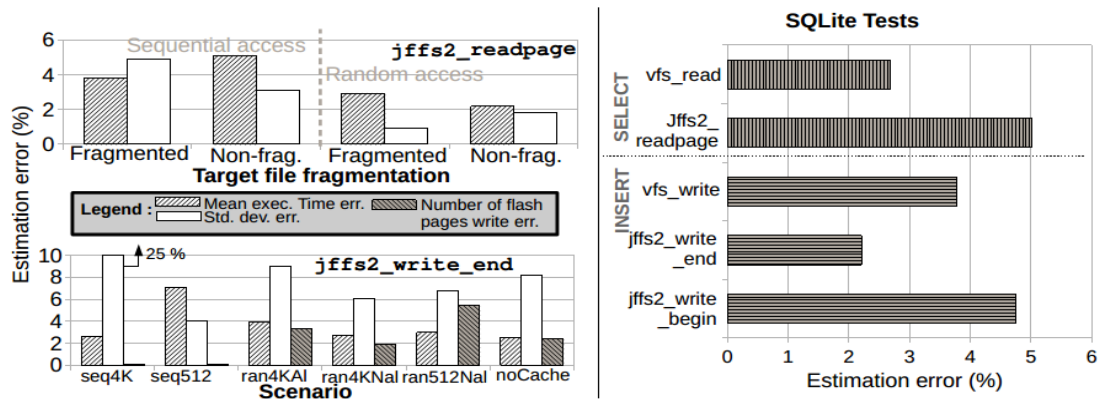 6
4
2
0
Sequential access
jffs2_readpage
Random access
Fragmented
Non-frag.
Fragmented
Non-frag.
Target file fragmentation
Estimation error (%)
Legend :
Mean exec. Time err.
Std. dev. err.
Number of flash
pages write err.
10
8
6
4
2
0
25 %
jffs2_write_end
seq4K
seq512
ran4KAl
ran4KNal
ran512Nal
noCache
Scenario
SQLite Tests
SELECT
vfs_read
Jffs2_
readpage
INSERT
vfs_write
jffs2_write
_end
jffs2_write
_begin
0
1
2
3
4
5
6
Estimation error (%)